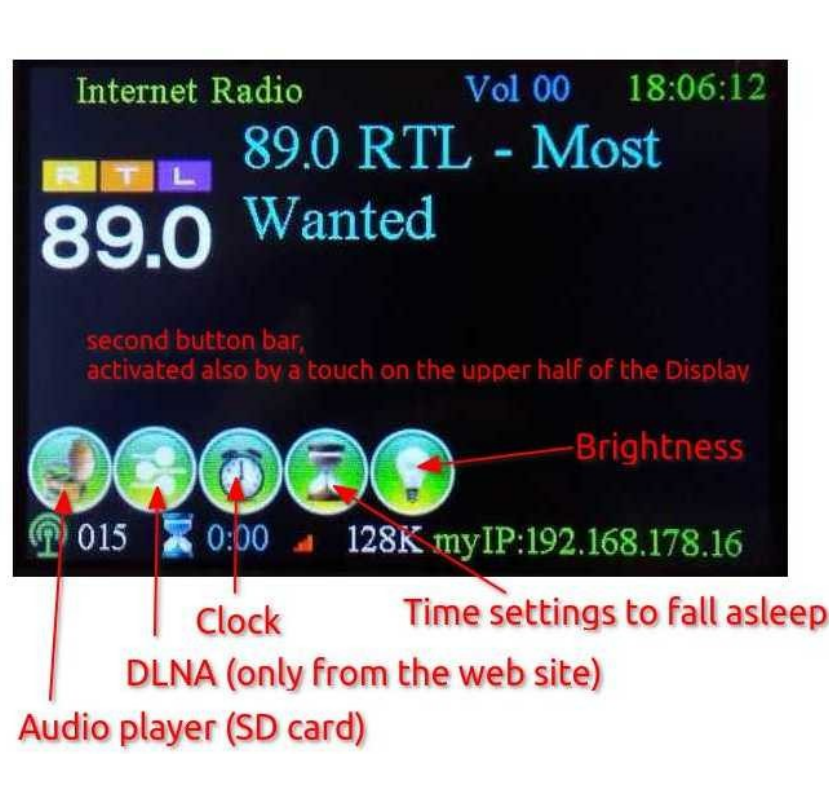 Internet Radio Vol 00 18:06:12
89.0 RTL - Most
Wanted
RTL
89.0
second button bar,
activated also by a touch on the upper half of the Display
Brightness
015 0:00 128K myIP:192.168.178.16
Clock
Time settings to fall asleep
DLNA (only from the web site)
Audio player (SD card)